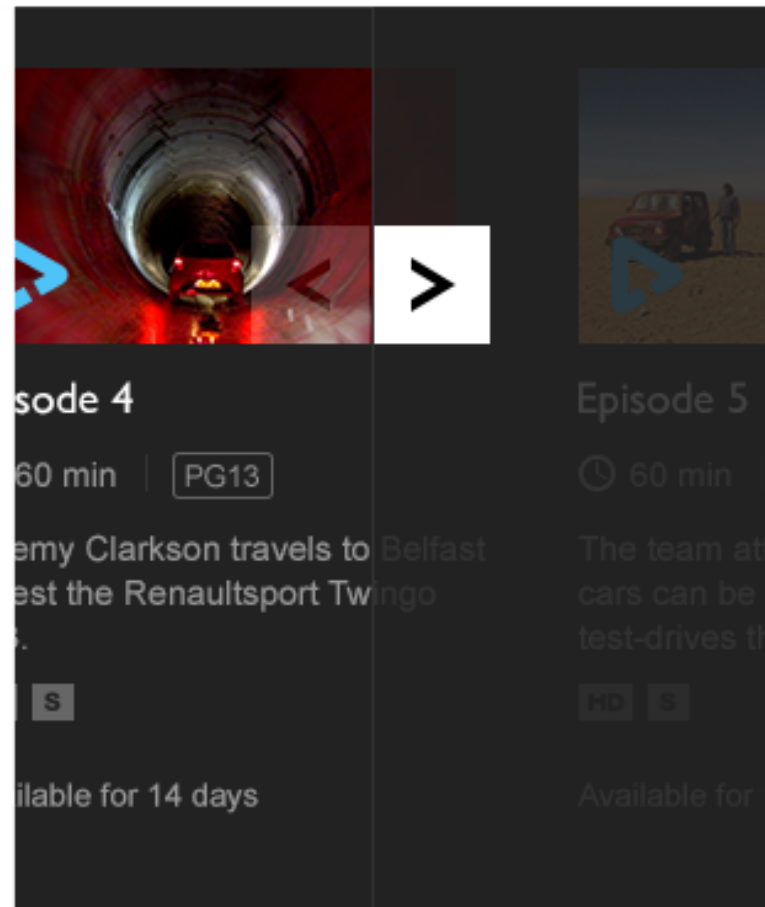 < >
sode 4
60 min
PG13
emy Clarkson travels to Belfast
est the Renaultsport Twingo
S
ilable for 14 days
Episode 5
60 min
The team at
cars can be
test-drives th
HD S
Available for